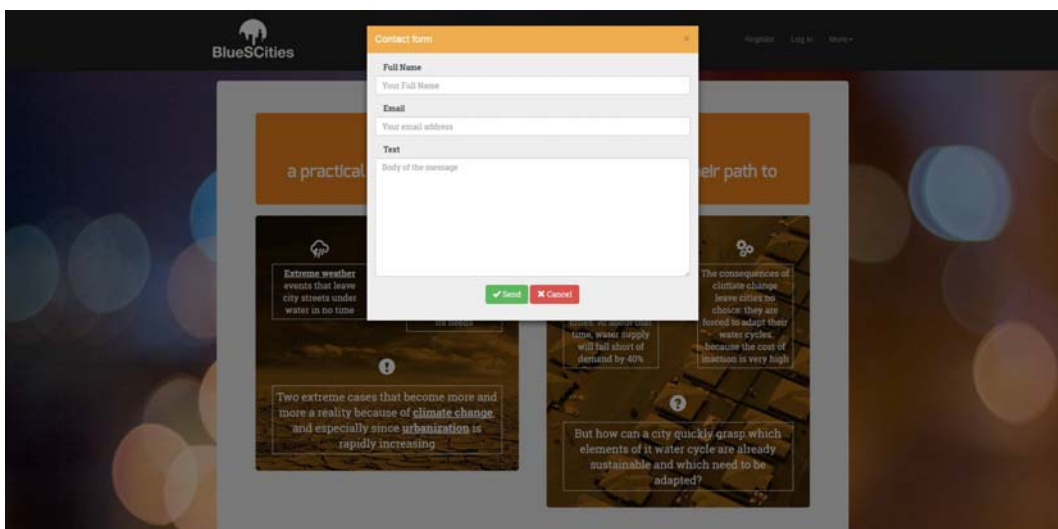 BlueSCities
Register Log in More
Contact form
×
Full Name
Your Full Name
Email
Your email address
Text
Body of the message
Send
Cancel
a practical
eir path to
Extreme weather
events that leave
city streets under
water in no time
its needs
time, water supply
will fall short of
demand by 40%
The consequences of
climate change
leave cities no
choice: they are
forced to adapt their
water cycles,
because the cost of
inaction is very high
Two extreme cases that become more and
more a reality because of climate change,
and especially since urbanization is
rapidly increasing
But how can a city quickly grasp which
elements of it water cycle are already
sustainable and which need to be
adapted?